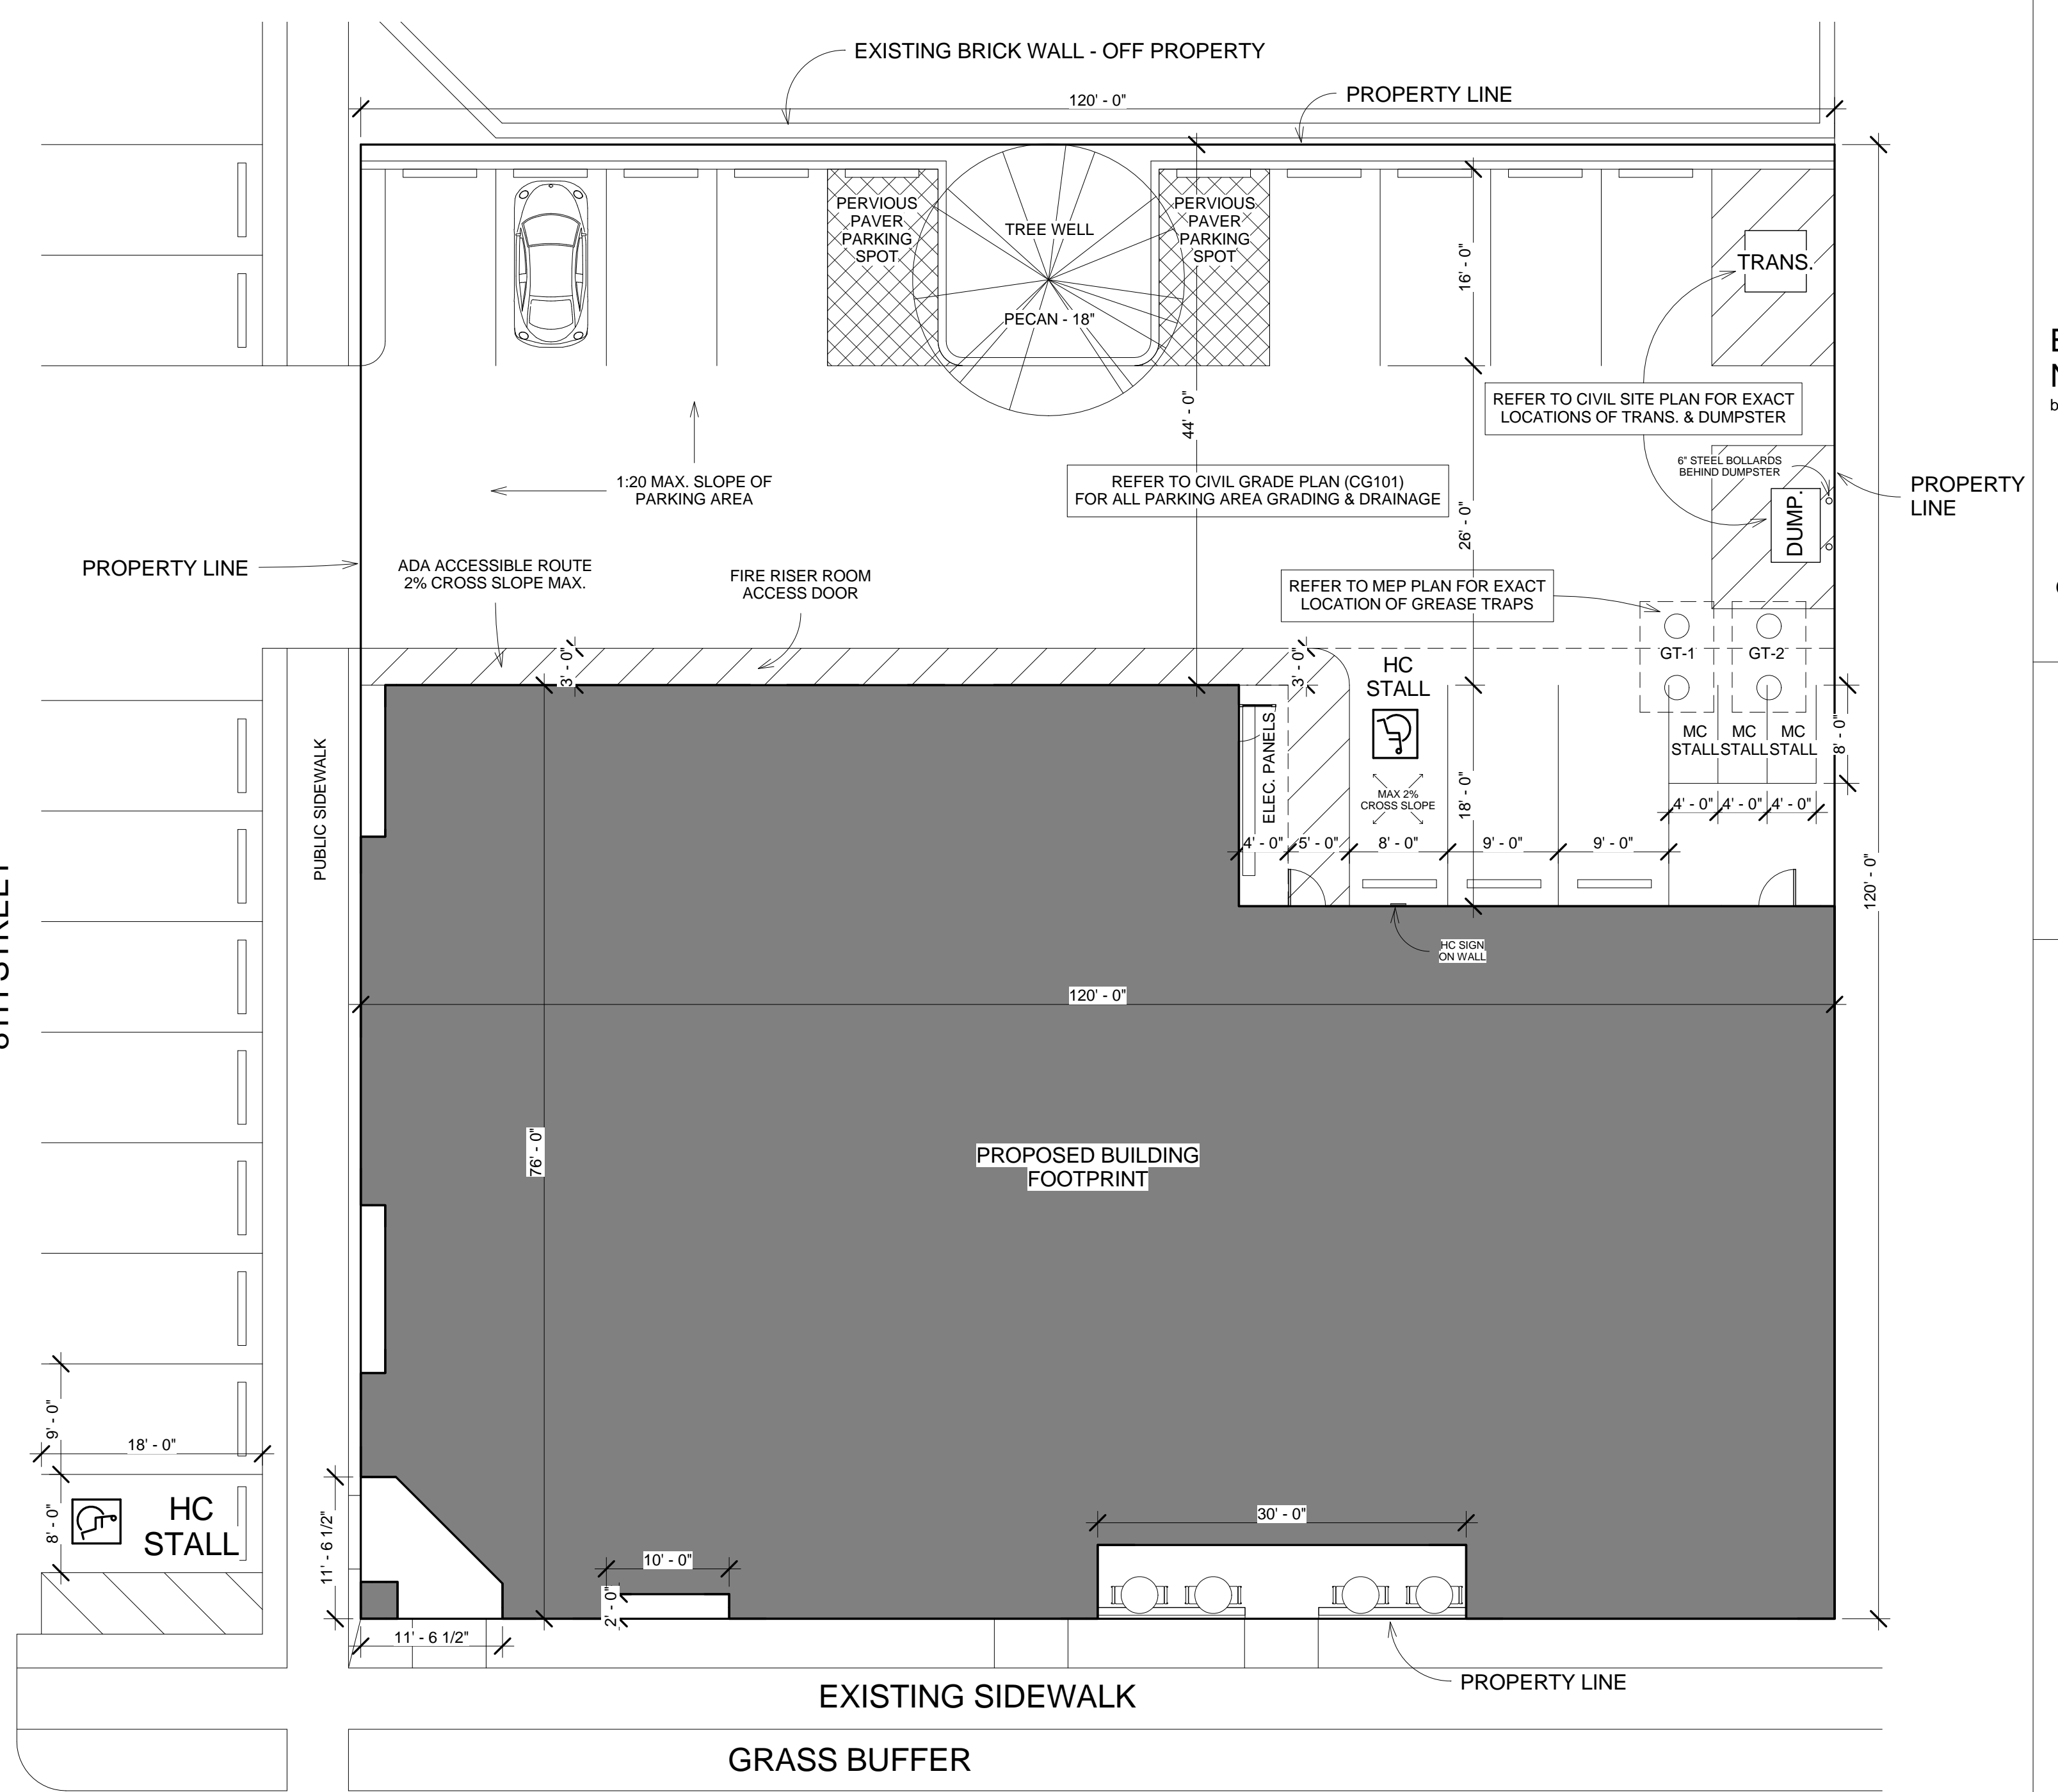 EXISTING BRICK WALL - OFF PROPERTY
PROPERTY LINE
120' - 0"
PERVIOUS
PAVER
PARKING
SPOT
TREE WELL
PECAN - 18"
PERVIOUS
PAVER
PARKING
SPOT
16' - 0"
TRANS.
44' - 0"
REFER TO CIVIL SITE PLAN FOR EXACT
LOCATIONS OF TRANS. & DUMPSTER
6" STEEL BOLLARDS
BEHIND DUMPSTER
DUMP.
PROPERTY
LINE
1:20 MAX. SLOPE OF
PARKING AREA
REFER TO CIVIL GRADE PLAN (CG101)
FOR ALL PARKING AREA GRADING & DRAINAGE
26' - 0"
PROPERTY LINE
ADA ACCESSIBLE ROUTE
2% CROSS SLOPE MAX.
FIRE RISER ROOM
ACCESS DOOR
REFER TO MEP PLAN FOR EXACT
LOCATION OF GREASE TRAPS
3' - 0"
3' - 0"
HC
STALL
GT-1
GT-2
MC
STALL
MC
STALL
MC
STALL
8' - 0"
PUBLIC SIDEWALK
ELEC. PANELS
MAX 2%
CROSS SLOPE
18' - 0"
4' - 0"
4' - 0"
4' - 0"
4' - 0"
5' - 0"
8' - 0"
9' - 0"
9' - 0"
120' - 0"
HC SIGN
ON WALL
120' - 0"
76' - 0"
PROPOSED BUILDING
FOOTPRINT
9' - 0"
18' - 0"
8' - 0"
HC
STALL
11' - 6 1/2"
11' - 6 1/2"
10' - 0"
2' - 0"
30' - 0"
PROPERTY LINE
EXISTING SIDEWALK
GRASS BUFFER